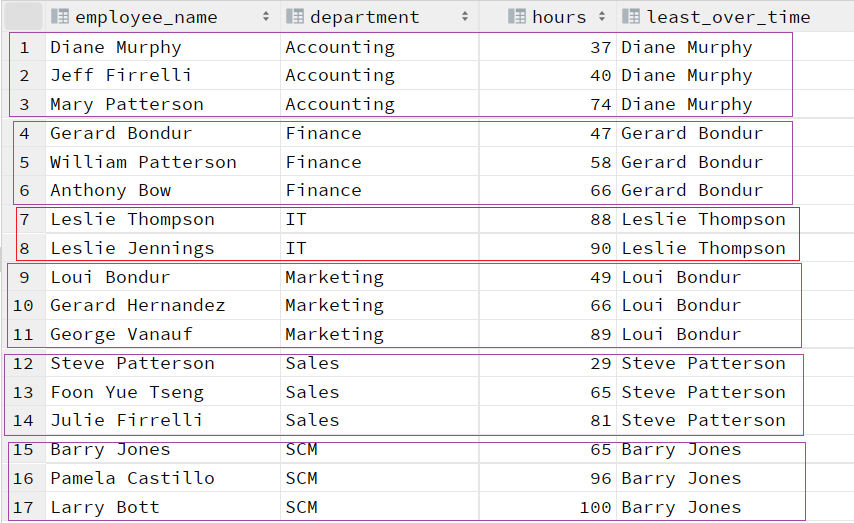 employee_name department hours least_over_time
1 Diane Murphy Accounting 37 Diane Murphy
2 Jeff Firrelli Accounting 40 Diane Murphy
3 Mary Patterson Accounting 74 Diane Murphy
4 Gerard Bondur Finance 47 Gerard Bondur
5 William Patterson Finance 58 Gerard Bondur
6 Anthony Bow Finance 66 Gerard Bondur
7 Leslie Thompson IT 88 Leslie Thompson
8 Leslie Jennings IT 90 Leslie Thompson
9 Loui Bondur Marketing 49 Loui Bondur
10 Gerard Hernandez Marketing 66 Loui Bondur
11 George Vanauf Marketing 89 Loui Bondur
12 Steve Patterson Sales 29 Steve Patterson
13 Foon Yue Tseng Sales 65 Steve Patterson
14 Julie Firrelli Sales 81 Steve Patterson
15 Barry Jones SCM 65 Barry Jones
16 Pamela Castillo SCM 96 Barry Jones
17 Larry Bott SCM 100 Barry Jones